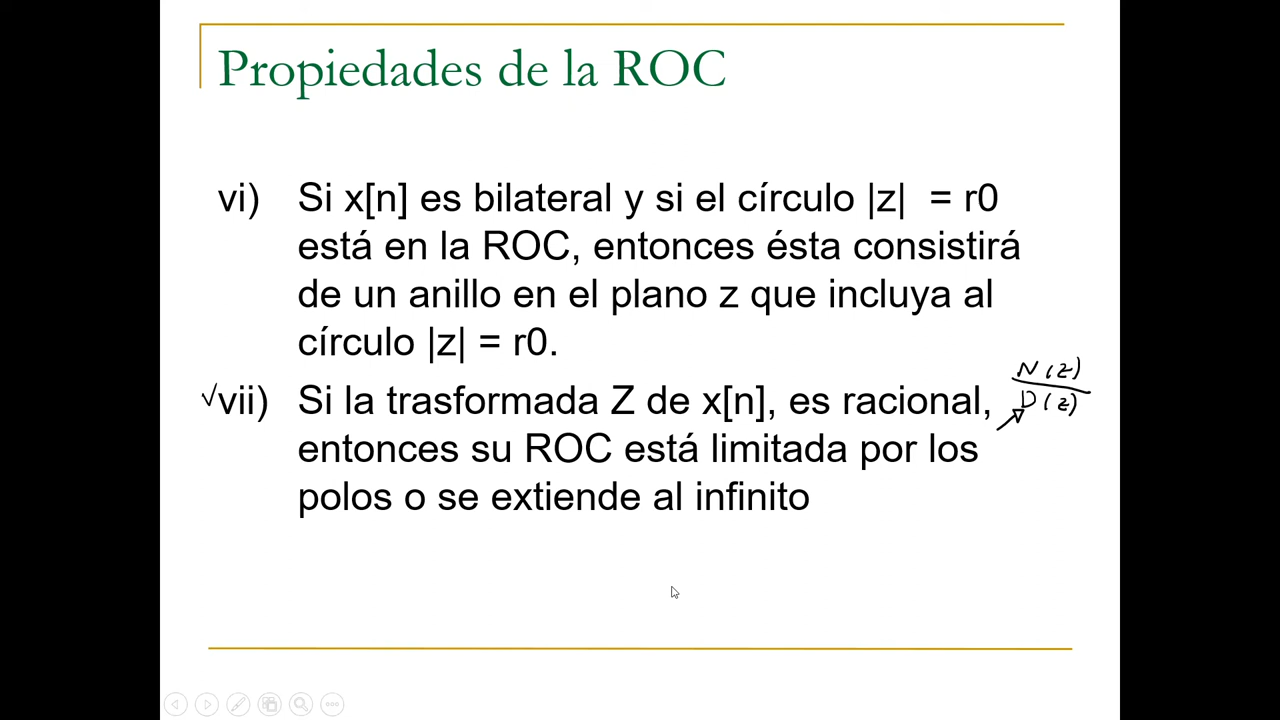 Propiedades de la ROC
vi) Si x[n] es bilateral y si el círculo |z| = r0
está en la ROC, entonces ésta consistirá
de un anillo en el plano z que incluya al
círculo |z| = r0.
√vii) Si la trasformada Z de x[n], es racional,
N(z)
D(z)
entonces su ROC está limitada por los
polos o se extiende al infinito